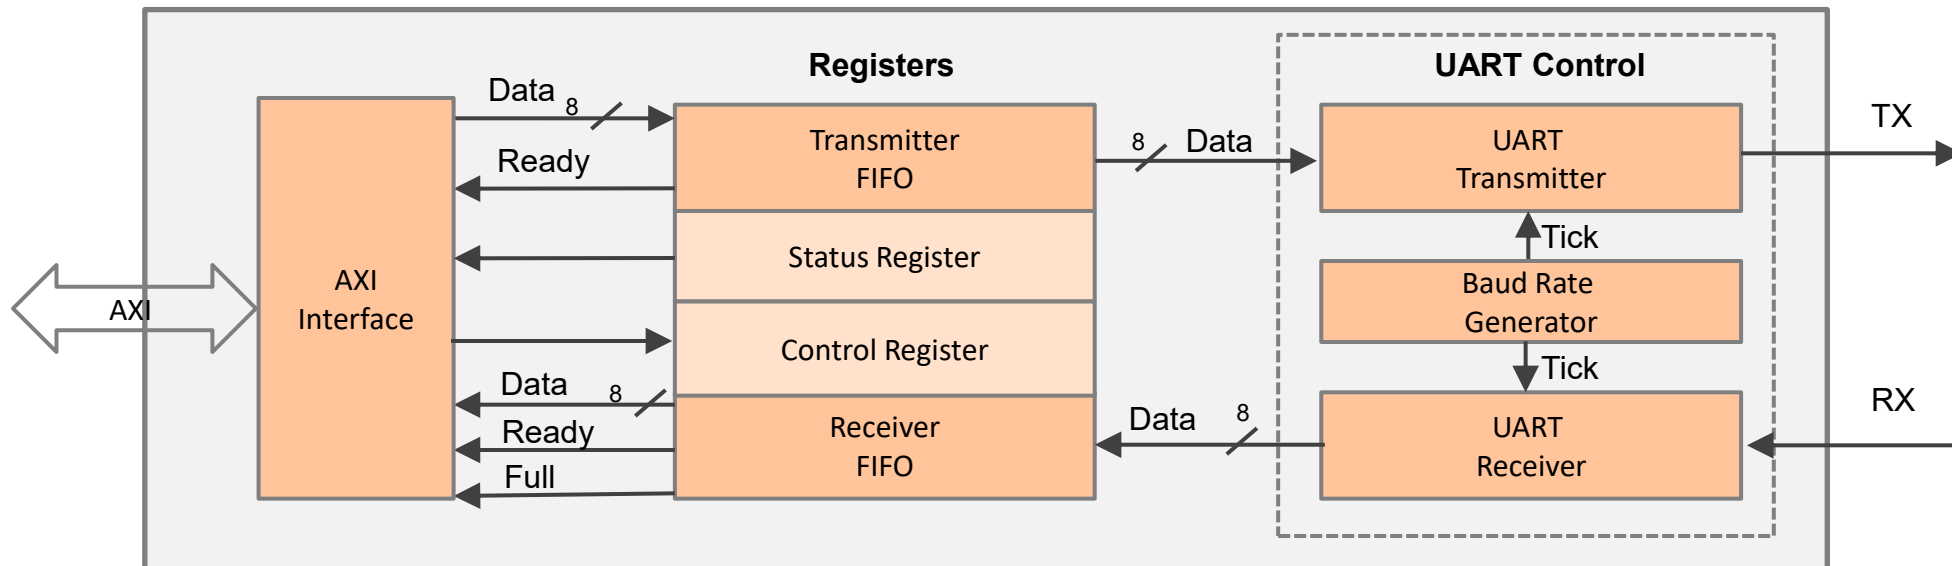 Registers
UART Control
Data
8
Transmitter
FIFO
8
Data
UART
Transmitter
TX
Ready
Status Register
Tick
AXI
AXI
Interface
Baud Rate
Generator
Control Register
Tick
Data
8
Receiver
FIFO
Data
8
UART
Receiver
RX
Ready
Full